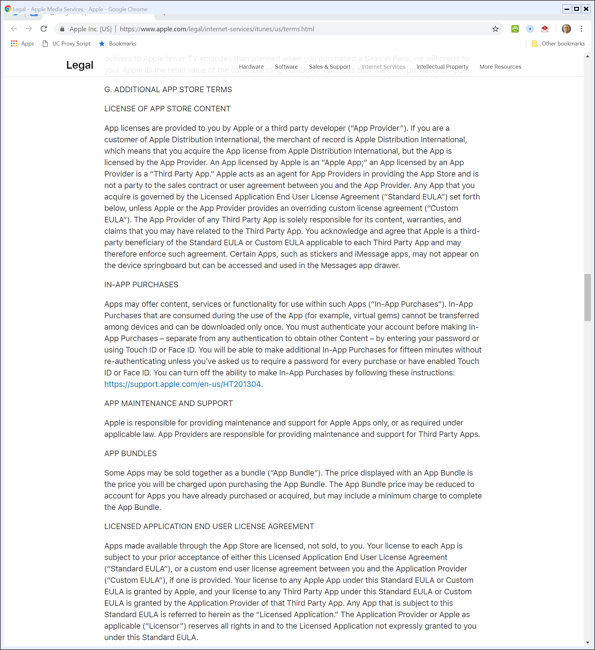 Legal - Apple Media Services - Apple - Google Chrome
Apple Inc. [US] | https://www.apple.com/legal/internet-services/itunes/us/terms.html
Apps UC Proxy Script Bookmarks Other bookmarks
Legal Hardware Software Sales & Support Internet Services Intellectual Property More Resources
G. ADDITIONAL APP STORE TERMS
LICENSE OF APP STORE CONTENT
App licenses are provided to you by Apple or a third party developer (“App Provider”). If you are a
customer of Apple Distribution International, the merchant of record is Apple Distribution International,
which means that you acquire the App license from Apple Distribution International, but the App is
licensed by the App Provider. An App licensed by Apple is an “Apple App;” an App licensed by an App
Provider is a “Third Party App.” Apple acts as an agent for App Providers in providing the App Store and is
not a party to the sales contract or user agreement between you and the App Provider. Any App that you
acquire is governed by the Licensed Application End User License Agreement (“Standard EULA”) set forth
below, unless Apple or the App Provider provides an overriding custom license agreement (“Custom
EULA”). The App Provider of any Third Party App is solely responsible for its content, warranties, and
claims that you may have related to the Third Party App. You acknowledge and agree that Apple is a third-
party beneficiary of the Standard EULA or Custom EULA applicable to each Third Party App and may
therefore enforce such agreement. Certain Apps, such as stickers and iMessage apps, may not appear on
the device springboard but can be accessed and used in the Messages app drawer.
IN-APP PURCHASES
Apps may offer content, services or functionality for use within such Apps (“In-App Purchases”). In-App
Purchases that are consumed during the use of the App (for example, virtual gems) cannot be transferred
among devices and can be downloaded only once. You must authenticate your account before making In-
App Purchases – separate from any authentication to obtain other Content – by entering your password or
using Touch ID or Face ID. You will be able to make additional In-App Purchases for fifteen minutes without
re-authenticating unless you’ve asked us to require a password for every purchase or have enabled Touch
ID or Face ID. You can turn off the ability to make In-App Purchases by following these instructions:
https://support.apple.com/en-us/HT201304.
APP MAINTENANCE AND SUPPORT
Apple is responsible for providing maintenance and support for Apple Apps only, or as required under
applicable law. App Providers are responsible for providing maintenance and support for Third Party Apps.
APP BUNDLES
Some Apps may be sold together as a bundle (“App Bundle”). The price displayed with an App Bundle is
the price you will be charged upon purchasing the App Bundle. The App Bundle price may be reduced to
account for Apps you have already purchased or acquired, but may include a minimum charge to complete
the App Bundle.
LICENSED APPLICATION END USER LICENSE AGREEMENT
Apps made available through the App Store are licensed, not sold, to you. Your license to each App is
subject to your prior acceptance of either this Licensed Application End User License Agreement
(“Standard EULA”), or a custom end user license agreement between you and the Application Provider
(“Custom EULA”), if one is provided. Your license to any Apple App under this Standard EULA or Custom
EULA is granted by Apple, and your license to any Third Party App under this Standard EULA or Custom
EULA is granted by the Application Provider of that Third Party App. Any App that is subject to this
Standard EULA is referred to herein as the “Licensed Application.” The Application Provider or Apple as
applicable (“Licensor”) reserves all rights in and to the Licensed Application not expressly granted to you
under this Standard EULA.